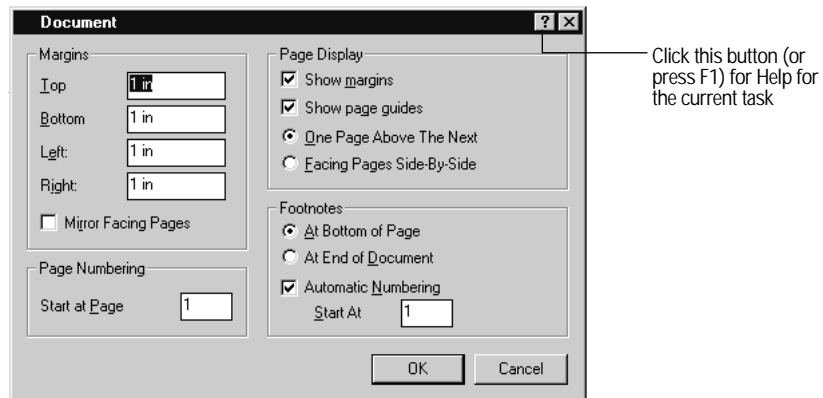 Document
Margins
Top 1 in
Bottom 1 in
Left: 1 in
Right: 1 in
Mirror Facing Pages
Page Numbering
Start at Page 1
Page Display
Show margins
Show page guides
One Page Above The Next
Facing Pages Side-By-Side
Footnotes
At Bottom of Page
At End of Document
Automatic Numbering
Start At 1
OK Cancel
Click this button (or
press F1) for Help for
the current task